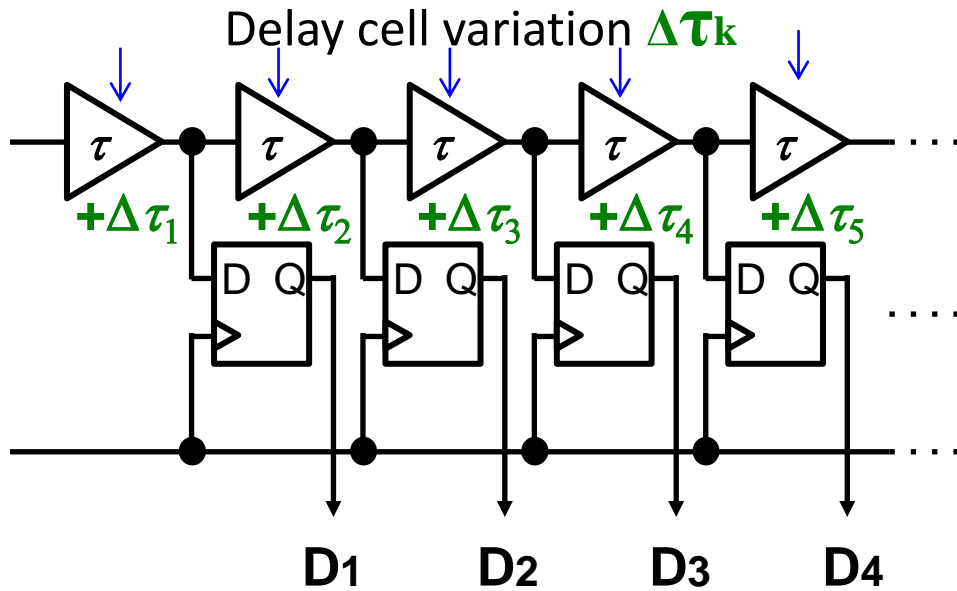 Delay cell variation Δτk
τ τ τ τ τ ....
+Δτ1 +Δτ2 +Δτ3 +Δτ4 +Δτ5
D Q D Q D Q D Q
....
....
D1 D2 D3 D4